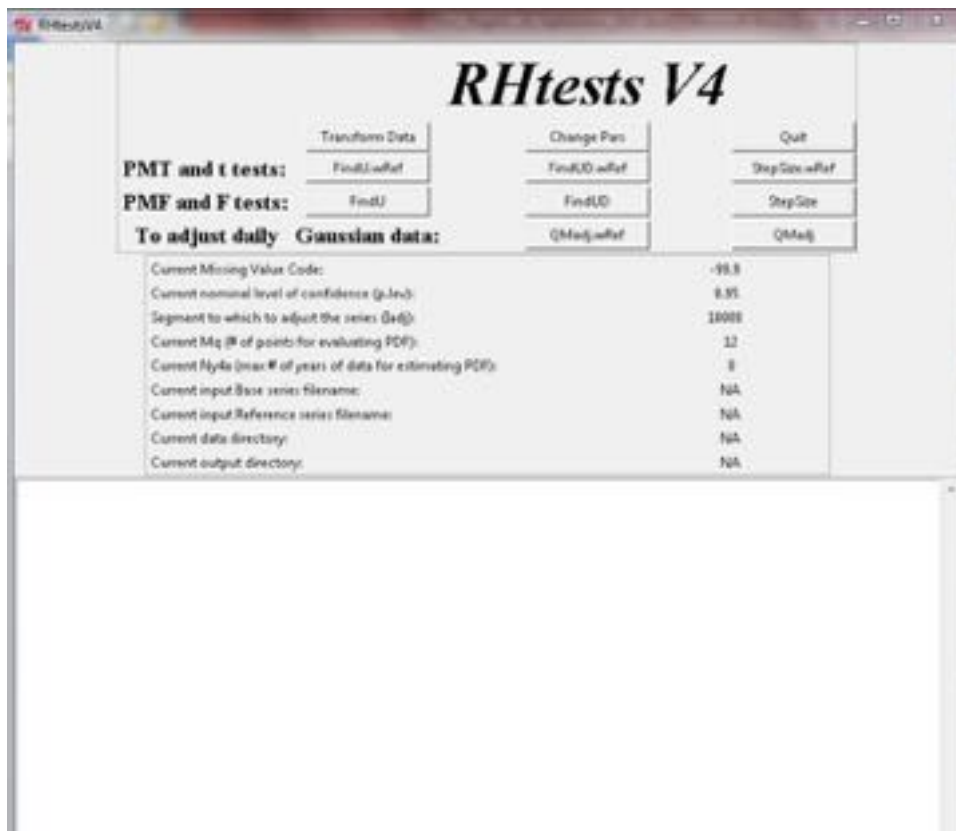 RHtestsV4
RHtests V4
Transform Data Change Pars Quit
PMT and t tests: FindU.wRef FindUD.wRef StepSize.wRef
PMF and F tests: FindU FindUD StepSize
To adjust daily Gaussian data: QMadj.wRef QMadj
Current Missing Value Code: -99.9
Current nominal level of confidence (p.lev): 0.95
Segment to which to adjust the series (Iadj): 10000
Current Mq (# of points for evaluating PDF): 12
Current Ny4a (max # of years of data for estimating PDF): 0
Current input Base series filename: NA
Current input Reference series filename: NA
Current data directory: NA
Current output directory: NA